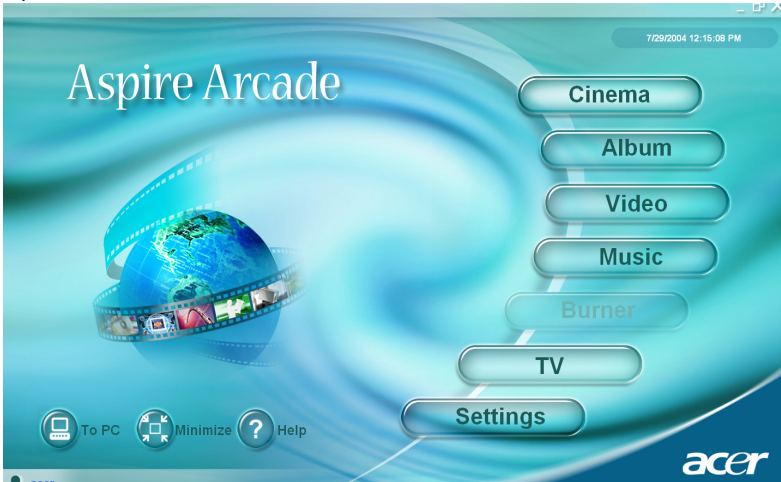 7/29/2004 12:15:08 PM
Aspire Arcade
Cinema
Album
Video
Music
Burner
TV
Settings
To PC
Minimize
? Help
acer